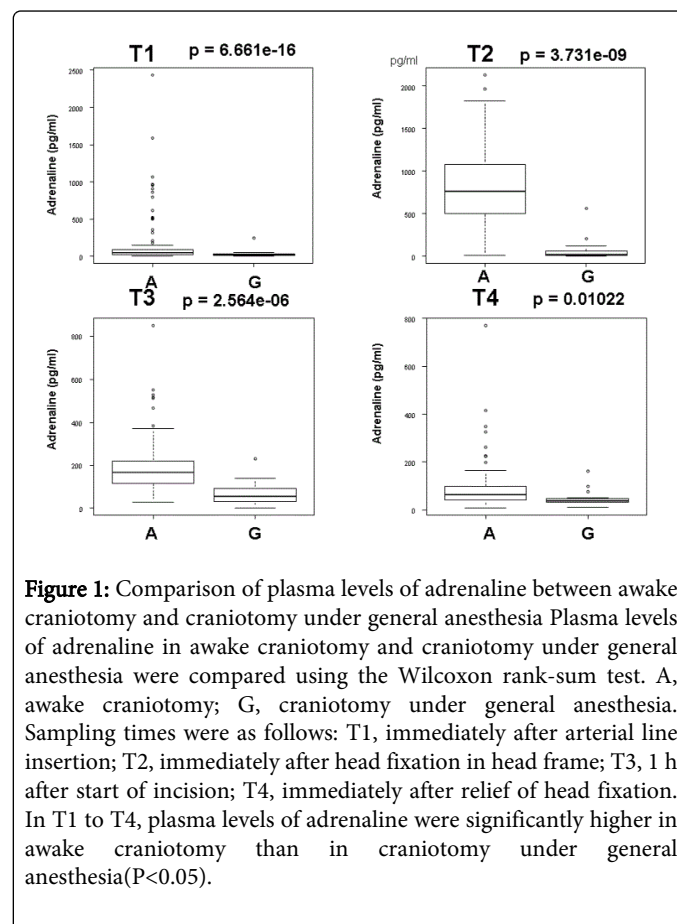 T1 p = 6.661e-16
2500
2000
1500
1000
500
0
Adrenaline (pg/ml)
A G
pg/ml T2 p = 3.731e-09
2000
1500
1000
500
0
Adrenaline (pg/ml)
A G
T3 p = 2.564e-06
800
600
400
200
0
Adrenaline (pg/ml)
A G
T4 p = 0.01022
800
600
400
200
0
Adrenaline (pg/ml)
A G
Figure 1: Comparison of plasma levels of adrenaline between awake
craniotomy and craniotomy under general anesthesia Plasma levels
of adrenaline in awake craniotomy and craniotomy under general
anesthesia were compared using the Wilcoxon rank-sum test. A,
awake craniotomy; G, craniotomy under general anesthesia.
Sampling times were as follows: T1, immediately after arterial line
insertion; T2, immediately after head fixation in head frame; T3, 1 h
after start of incision; T4, immediately after relief of head fixation.
In T1 to T4, plasma levels of adrenaline were significantly higher in
awake craniotomy than in craniotomy under general
anesthesia(P<0.05).